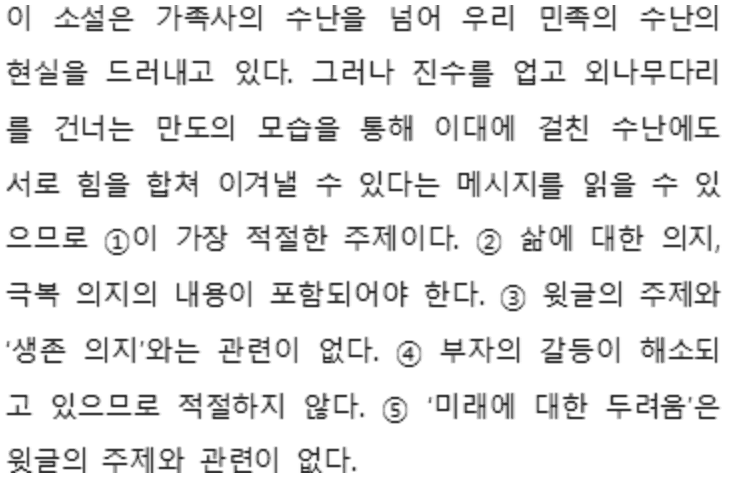 이 소설은 가족사의 수난을 넘어 우리 민족의 수난의
현실을 드러내고 있다. 그러나 진수를 업고 외나무다리
를 건너는 만도의 모습을 통해 이대에 걸친 수난에도
서로 힘을 합쳐 이겨낼 수 있다는 메시지를 읽을 수 있
으므로 ①이 가장 적절한 주제이다. ② 삶에 대한 의지,
극복 의지의 내용이 포함되어야 한다. ③ 윗글의 주제와
‘생존 의지’와는 관련이 없다. ④ 부자의 갈등이 해소되
고 있으므로 적절하지 않다. ⑤ ‘미래에 대한 두려움’은
윗글의 주제와 관련이 없다.